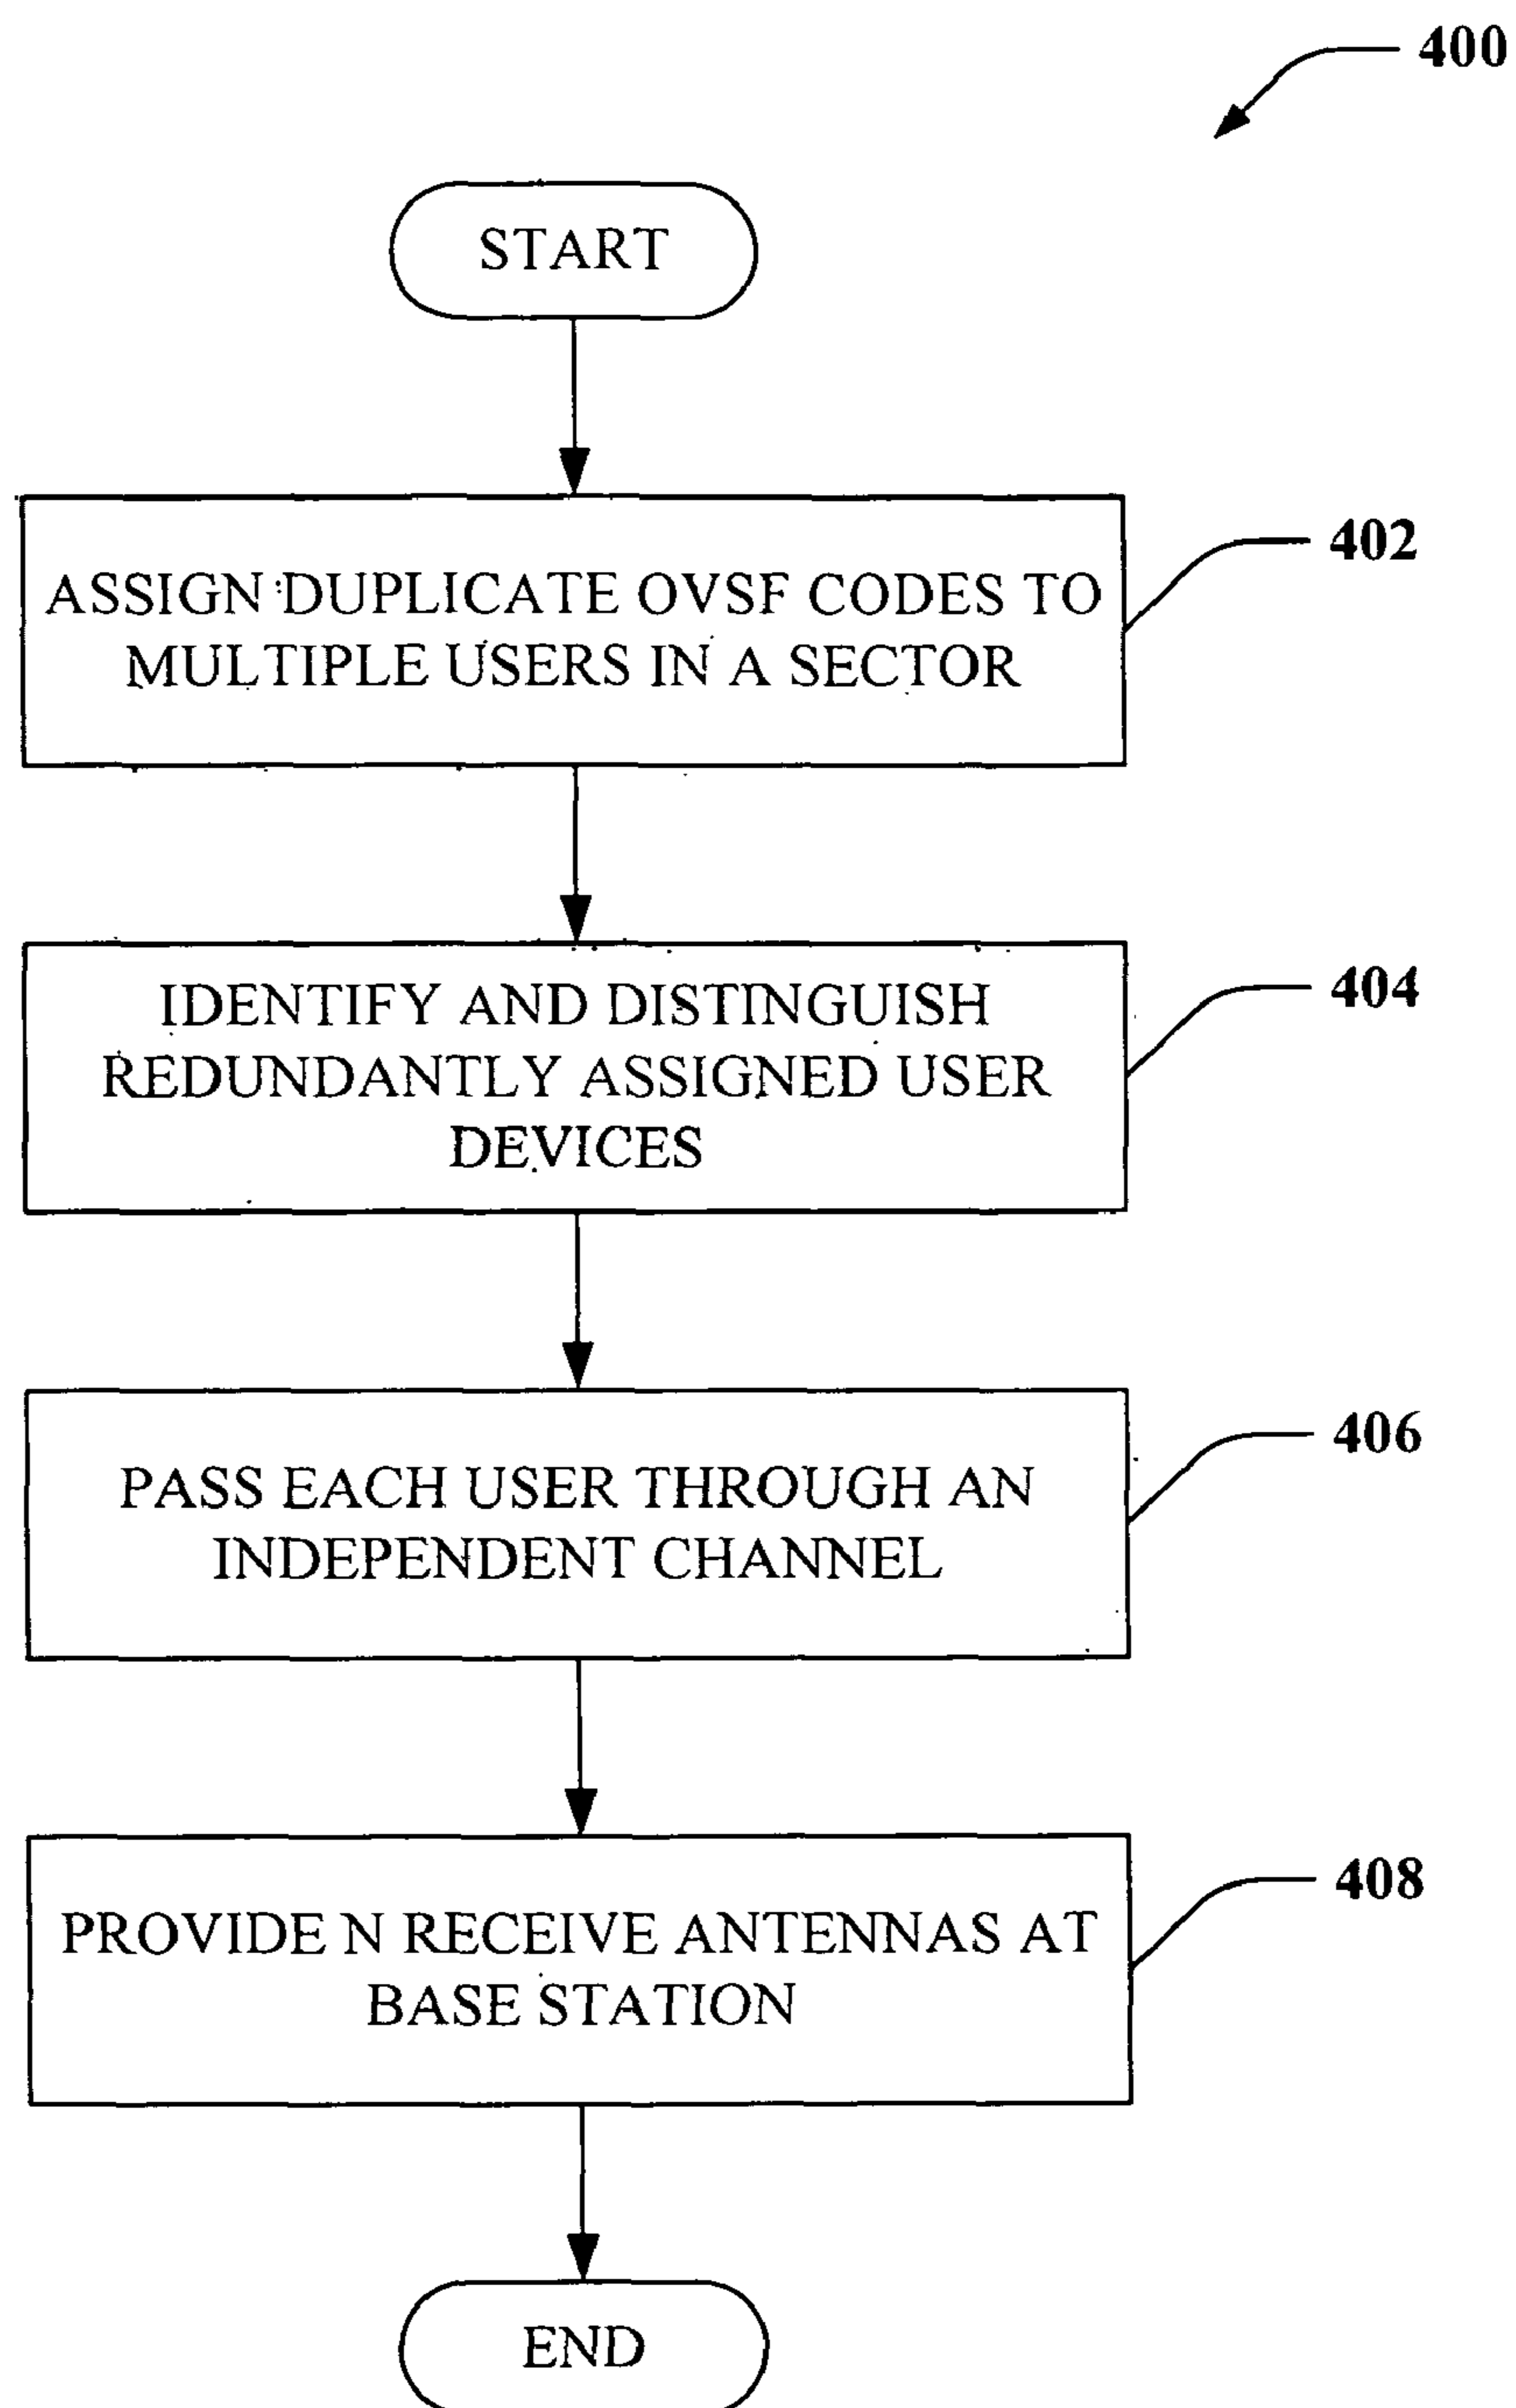 400
START
ASSIGN DUPLICATE OVSF CODES TO
MULTIPLE USERS IN A SECTOR
402
IDENTIFY AND DISTINGUISH
REDUNDANTLY ASSIGNED USER
DEVICES
404
PASS EACH USER THROUGH AN
INDEPENDENT CHANNEL
406
PROVIDE N RECEIVE ANTENNAS AT
BASE STATION
408
END